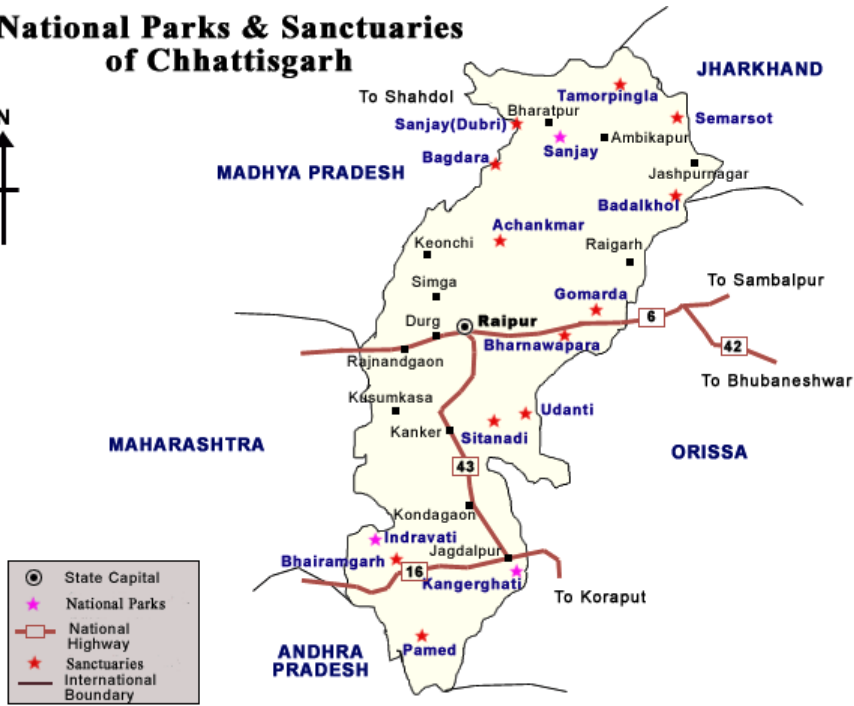 National Parks & Sanctuaries
of Chhattisgarh
JHARKHAND
To Shahdol
Tamorpingla
Bharatpur
N
Sanjay(Dubri)
Semarsot
Ambikapur
Sanjay
Bagdara
MADHYA PRADESH
Jashpurnagar
Badalkhol
Achankmar
Keonchi
Raigarh
Simga
To Sambalpur
Gomarda
Durg
Raipur
6
Bharnawapara
42
Rajnandgaon
To Bhubaneshwar
Kusumkasa
Udanti
Kanker
Sitanadi
MAHARASHTRA
ORISSA
43
Kondagaon
Indravati
Jagdalpur
Bhairamgarh
16
Kangerghati
To Koraput
ANDHRA
PRADESH
Pamed
State Capital
National Parks
National
Highway
Sanctuaries
International
Boundary